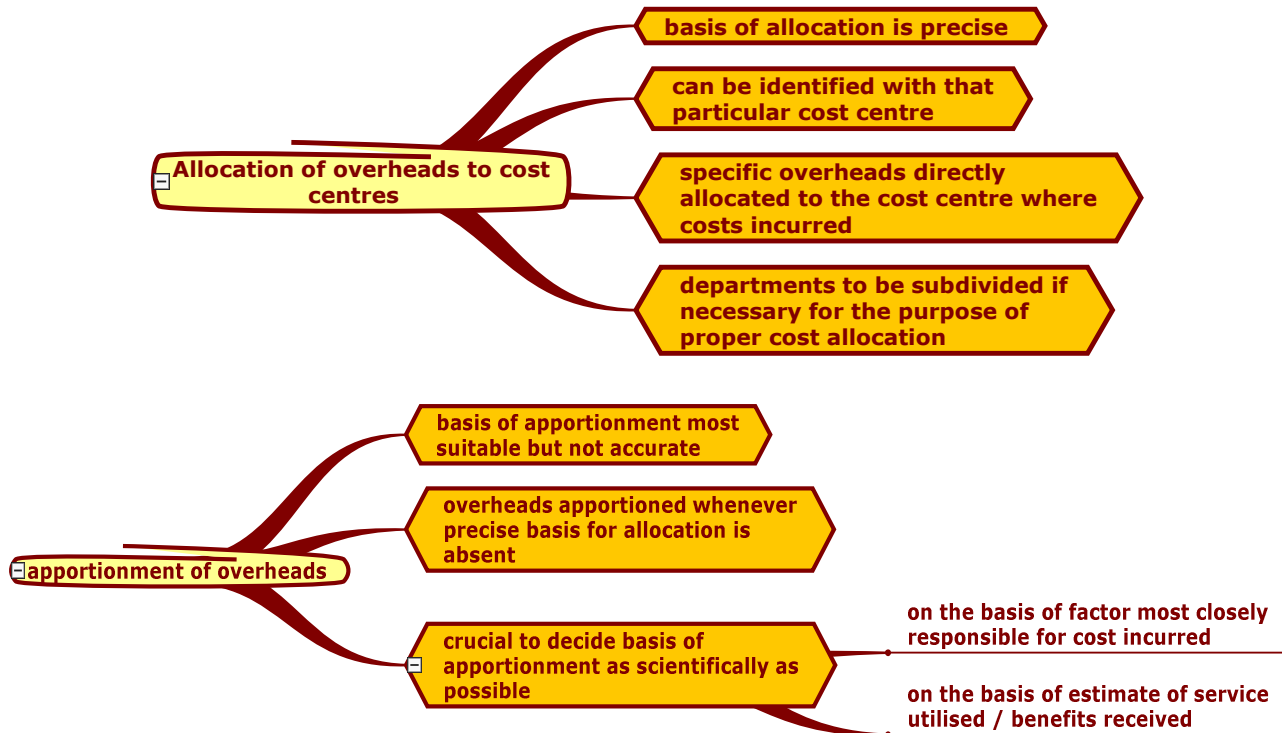 Allocation of overheads to cost
centres
basis of allocation is precise
can be identified with that
particular cost centre
specific overheads directly
allocated to the cost centre where
costs incurred
departments to be subdivided if
necessary for the purpose of
proper cost allocation
apportionment of overheads
basis of apportionment most
suitable but not accurate
overheads apportioned whenever
precise basis for allocation is
absent
crucial to decide basis of
apportionment as scientifically as
possible
on the basis of factor most closely
responsible for cost incurred
on the basis of estimate of service
utilised / benefits received